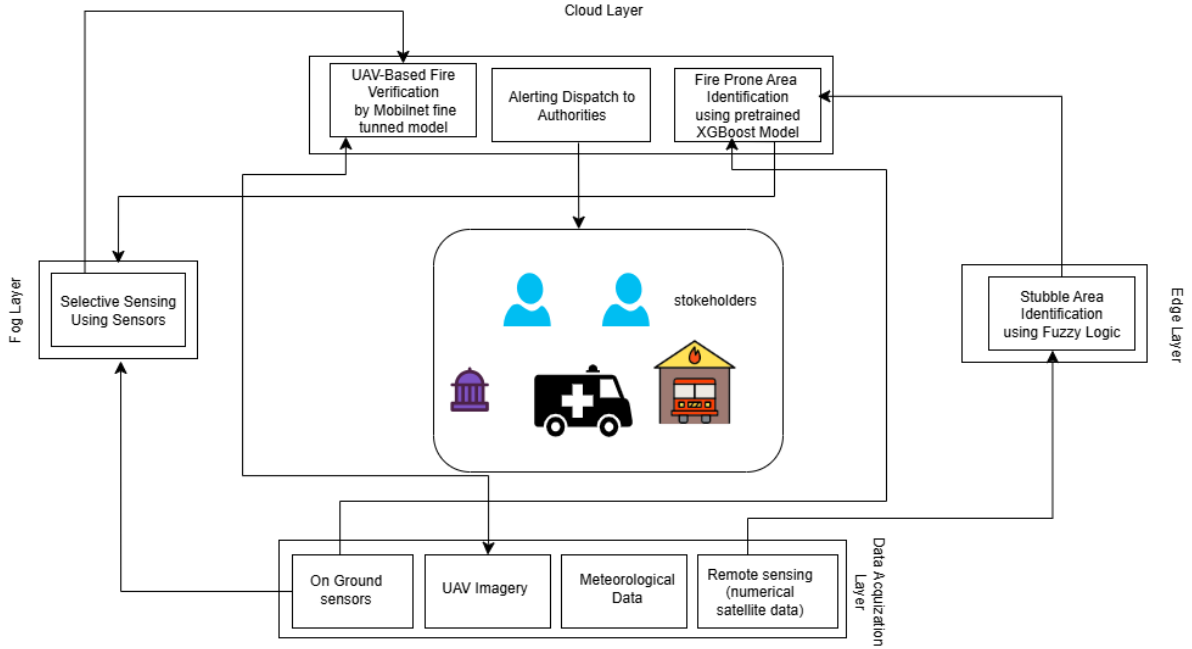 Cloud Layer
UAV-Based Fire
Verification
by Mobilnet fine
tunned model
Alerting Dispatch to
Authorities
Fire Prone Area
Identification
using pretrained
XGBoost Model
Fog Layer
Selective Sensing
Using Sensors
stokeholders
Stubble Area
Identification
using Fuzzy Logic
Edge Layer
On Ground
sensors
UAV Imagery
Meteorological
Data
Remote sensing
(numerical
satellite data)
Data Acquization
Layer